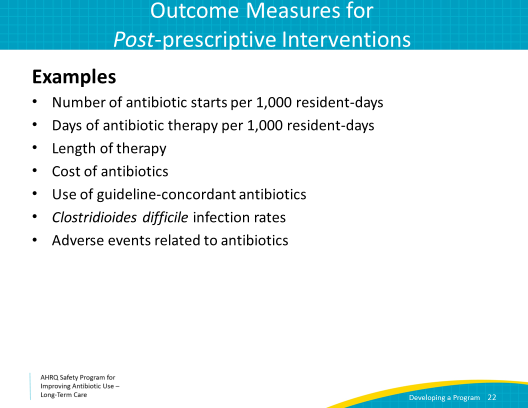 Outcome Measures for
Post-prescriptive Interventions
Examples
• Number of antibiotic starts per 1,000 resident-days
• Days of antibiotic therapy per 1,000 resident-days
• Length of therapy
• Cost of antibiotics
• Use of guideline-concordant antibiotics
• Clostridioides difficile infection rates
• Adverse events related to antibiotics
AHRQ Safety Program for
Improving Antibiotic Use –
Long-Term Care
Developing a Program 22